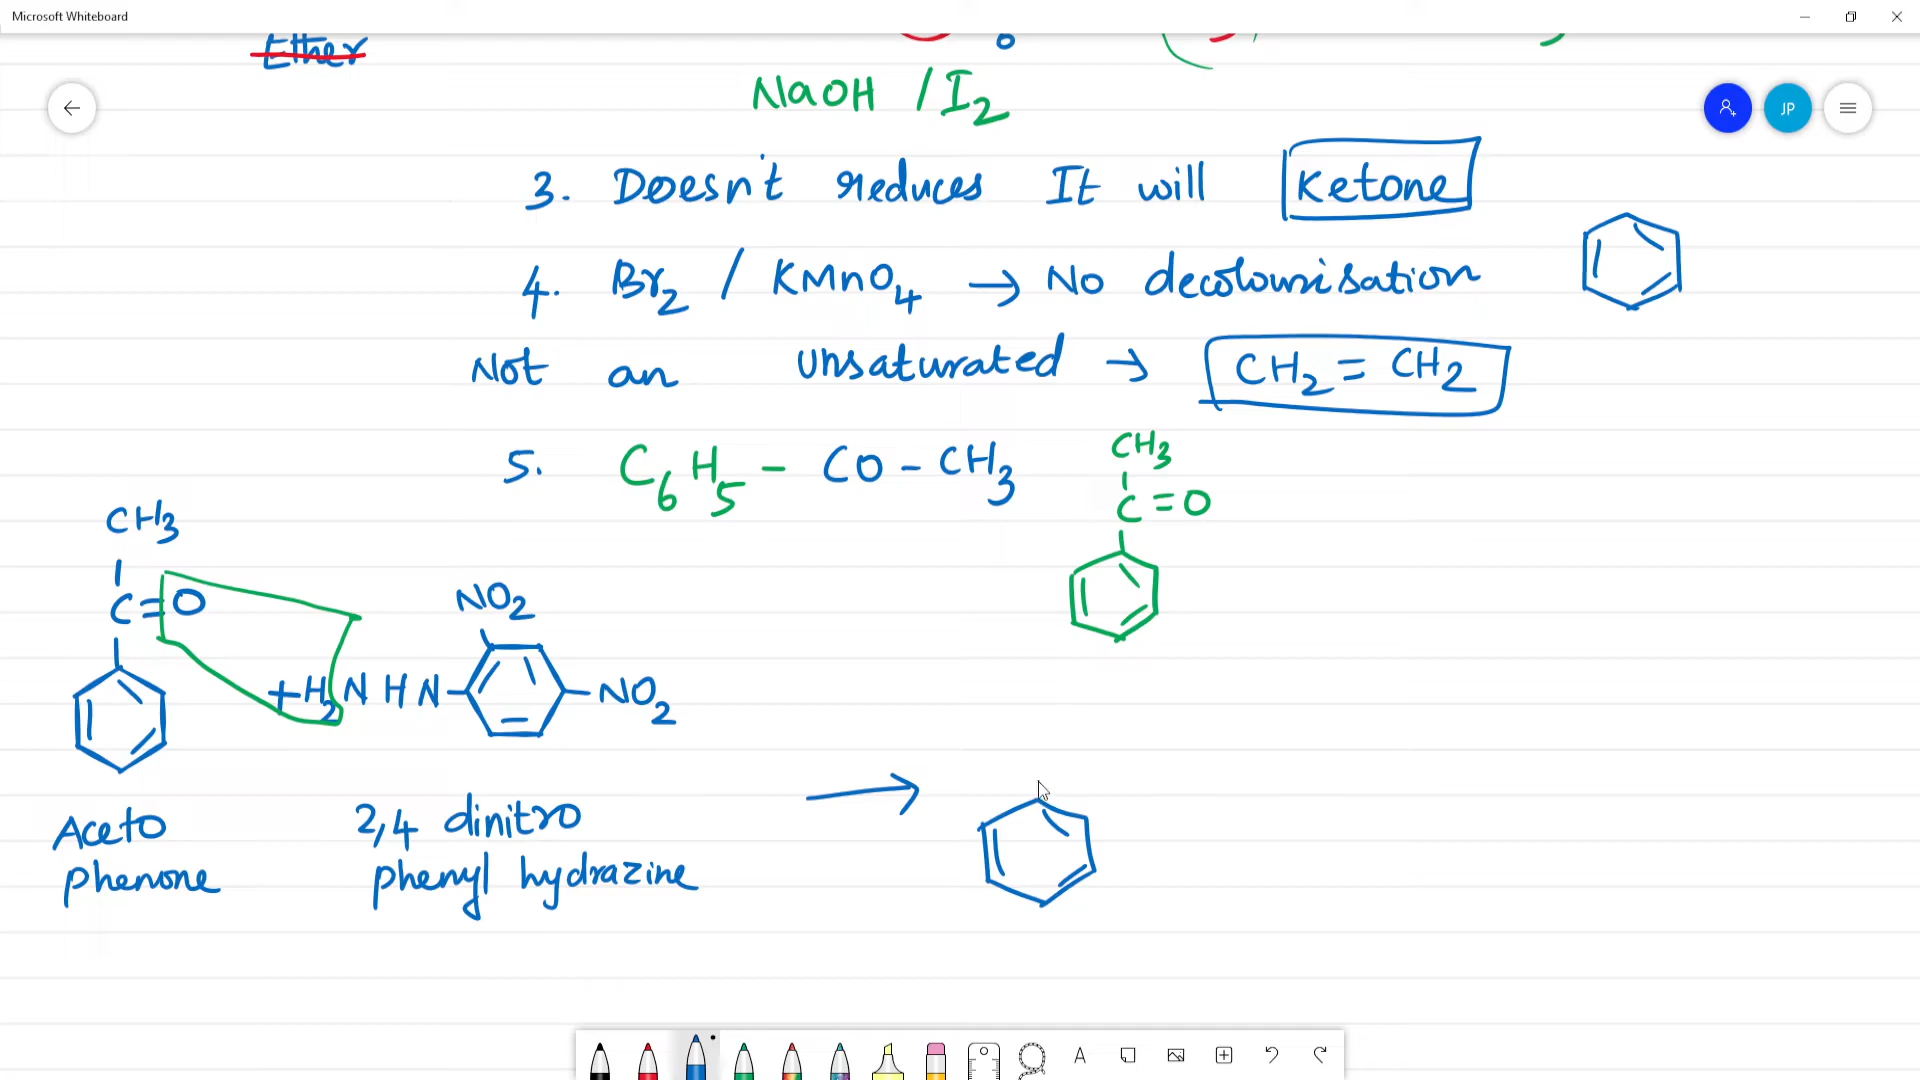 Microsoft Whiteboard
Ether
NaOH / I2
JP
3. Doesn't reduces It will Ketone
4. Br2 / KMnO4 → No decolourisation
Not an unsaturated → CH2 = CH2
5. C6H5 - CO - CH3
CH3
C = O
CH3
C = O
NO2
+ H2N HN - NO2
Aceto phenone
2,4 dinitro phenyl hydrazine
→
A